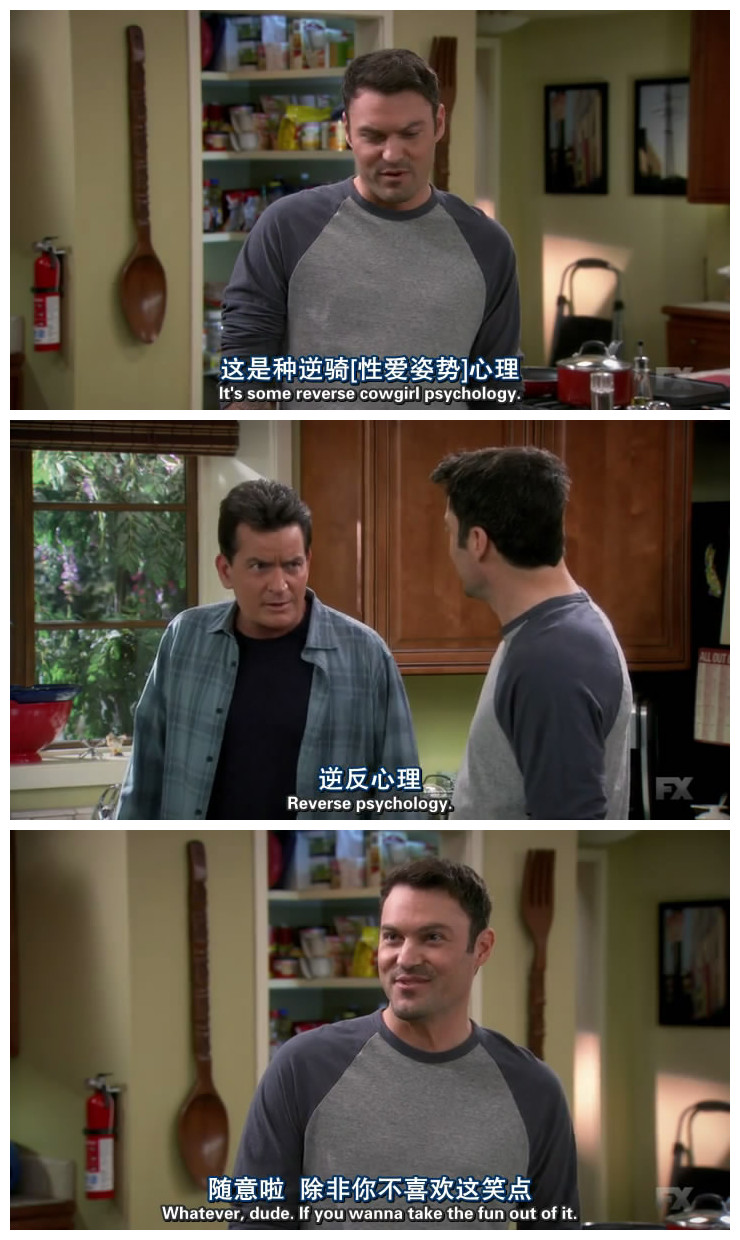 这是种逆骑[性爱姿势]心理
It's some reverse cowgirl psychology.
FX
逆反心理
Reverse psychology.
ALL OUT
FX
随意啦 除非你不喜欢这笑点
Whatever, dude. If you wanna take the fun out of it.
FX